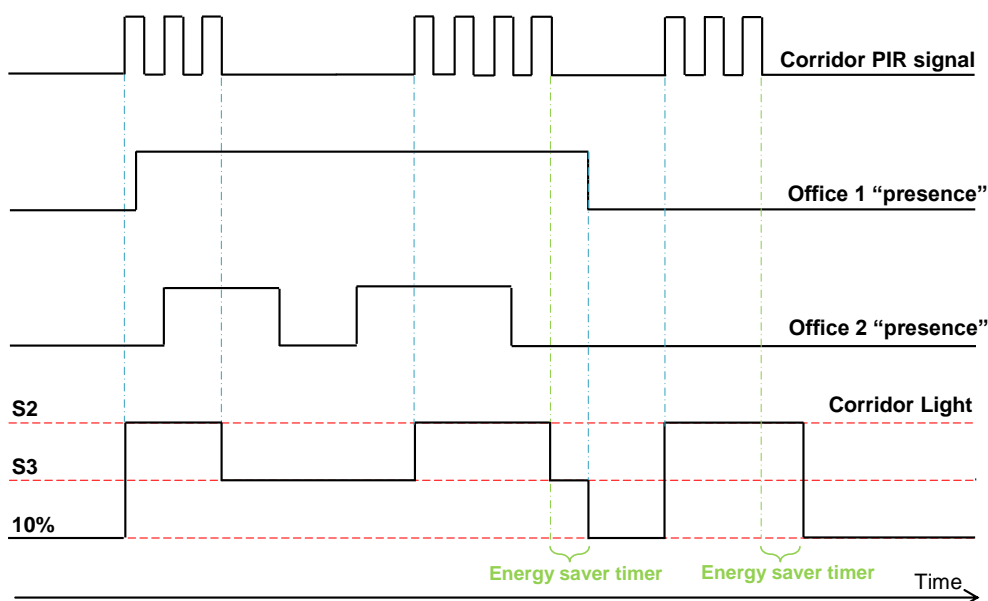 Corridor PIR signal
Office 1 “presence”
Office 2 “presence”
S2
Corridor Light
S3
10%
Energy saver timer
Energy saver timer
Time